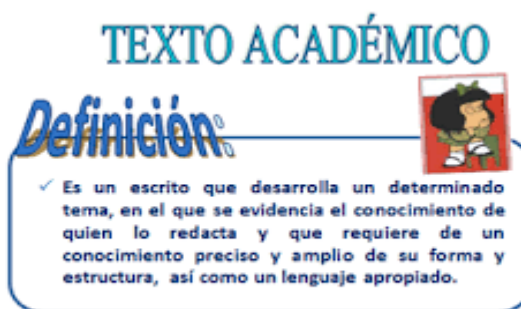 TEXTO ACADÉMICO
Definición:
✓ Es un escrito que desarrolla un determinado
tema, en el que se evidencia el conocimiento de
quien lo redacta y que requiere de un
conocimiento preciso y amplio de su forma y
estructura, así como un lenguaje apropiado.